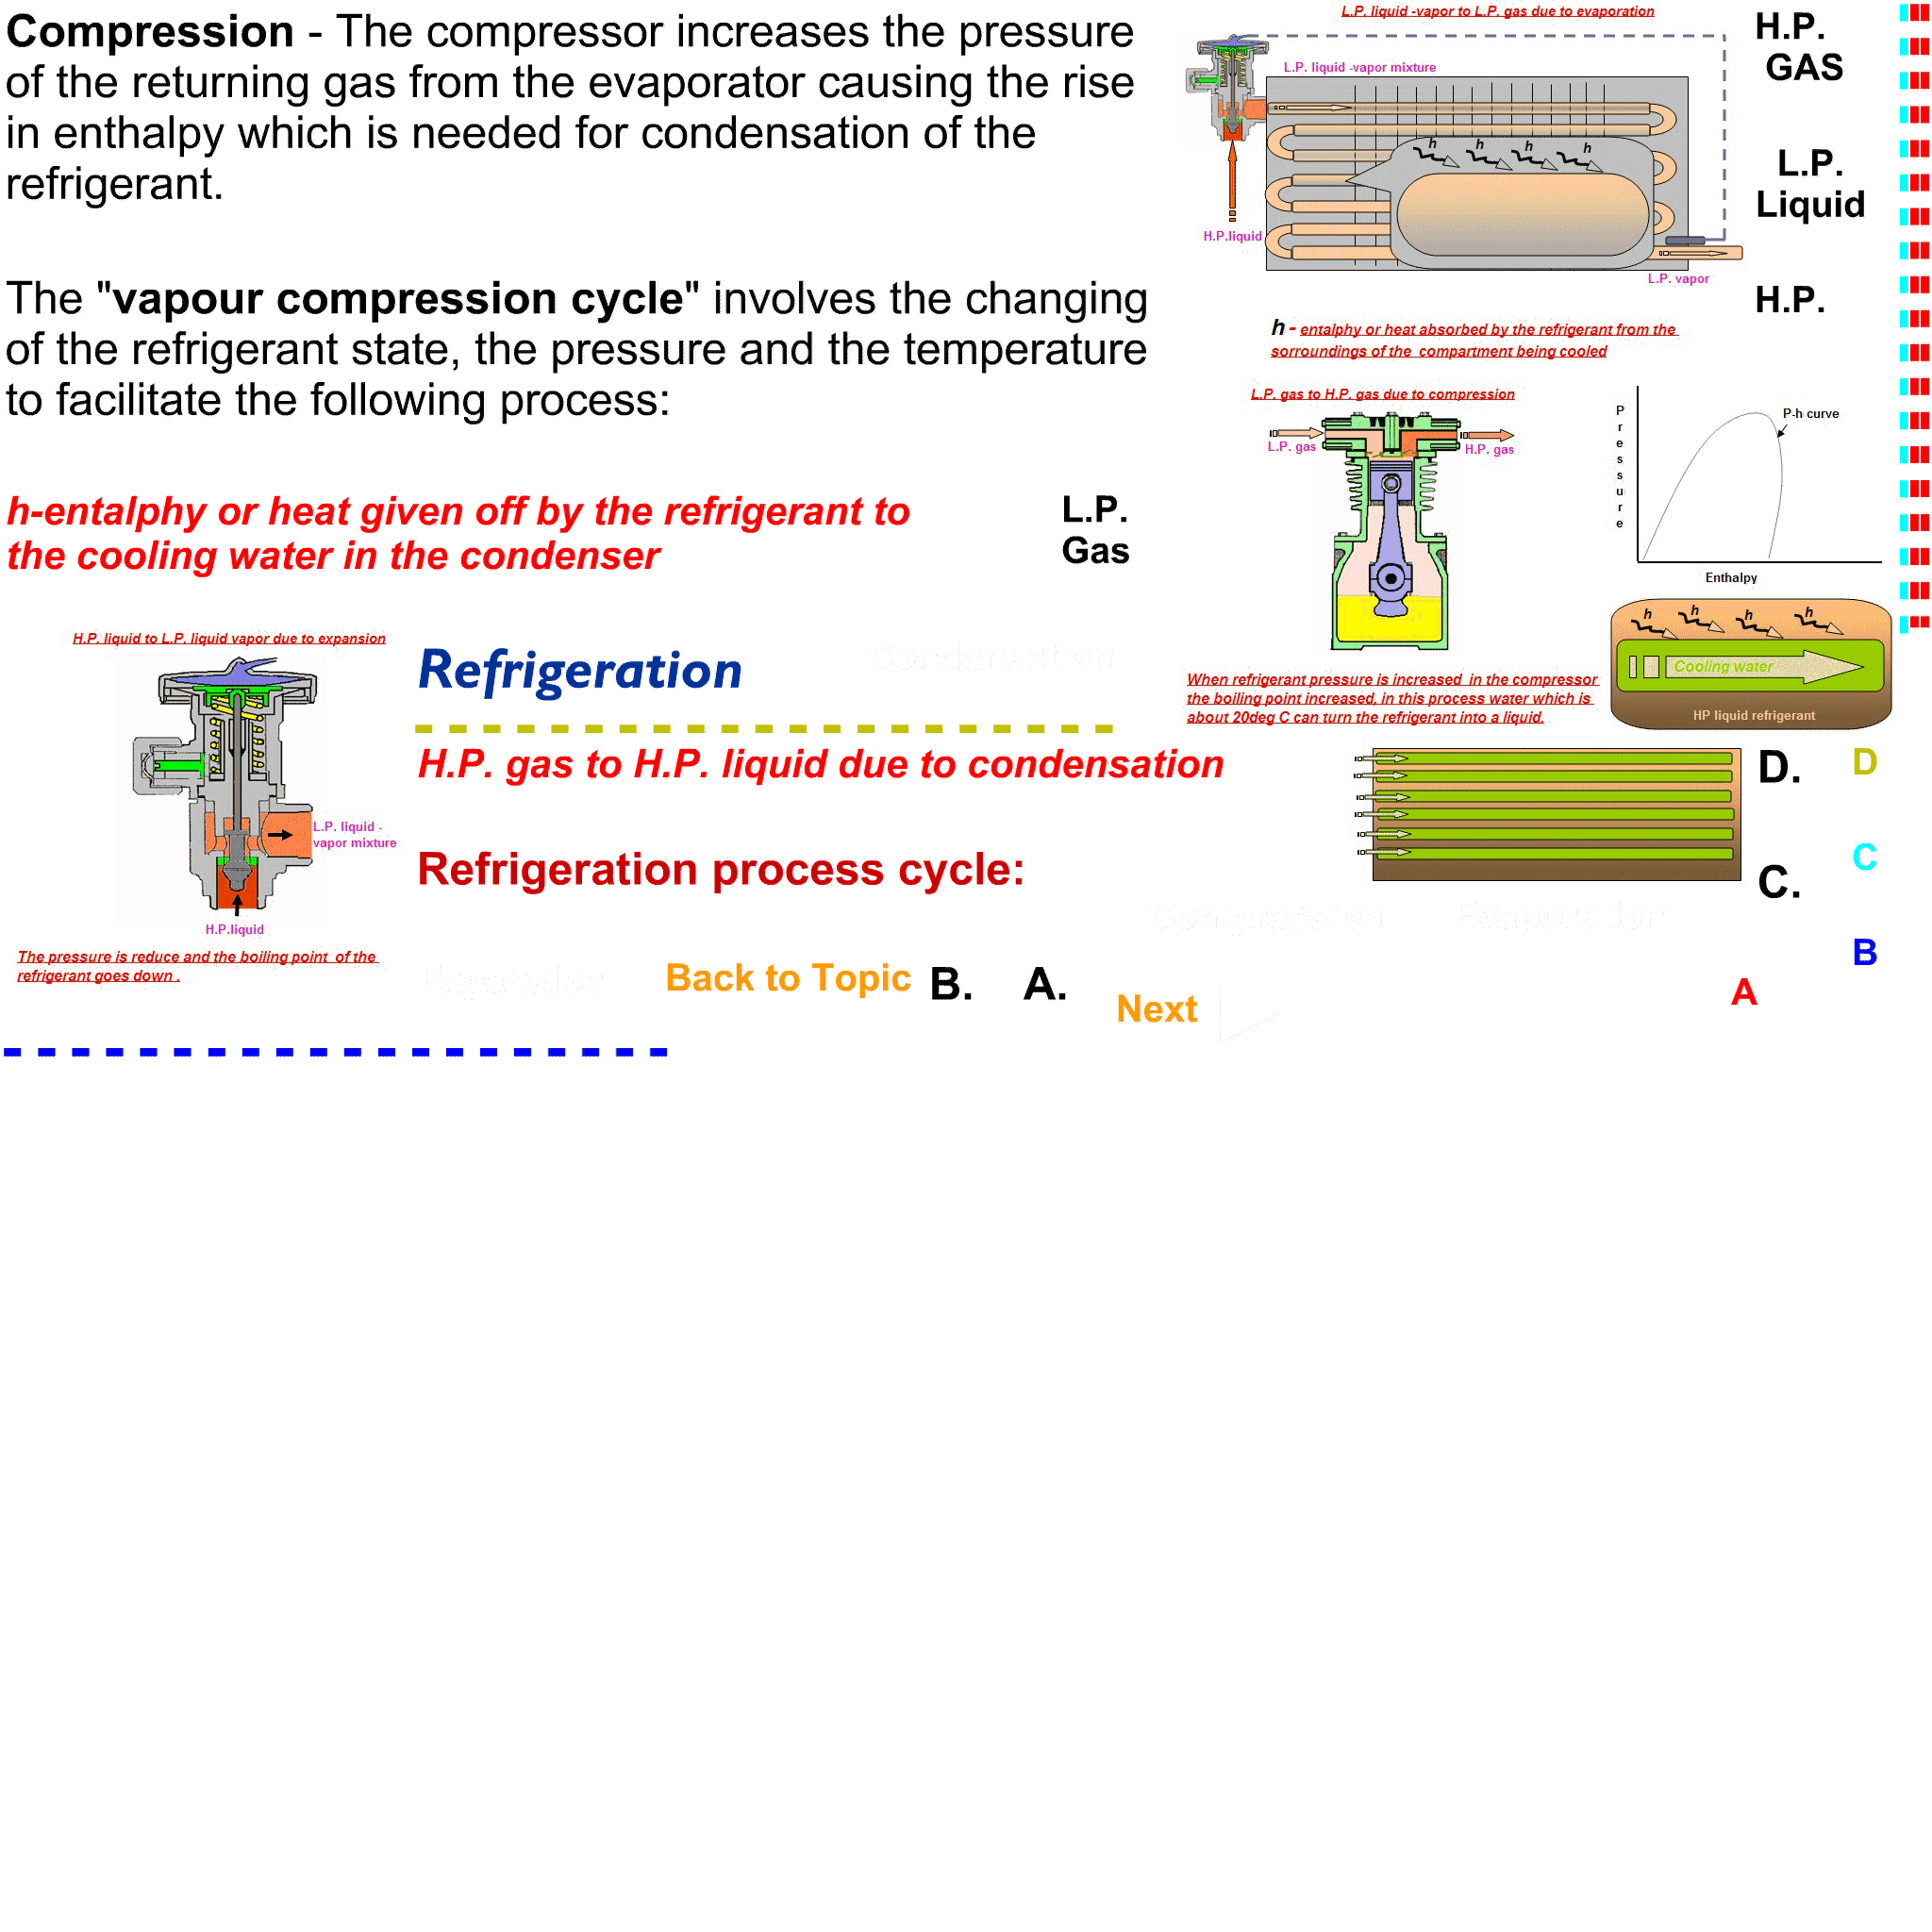 Compression - The compressor increases the pressure
of the returning gas from the evaporator causing the rise
in enthalpy which is needed for condensation of the
refrigerant.
The "vapour compression cycle" involves the changing
of the refrigerant state, the pressure and the temperature
to facilitate the following process:
h-entalphy or heat given off by the refrigerant to
the cooling water in the condenser
L.P.
Gas
L.P. liquid -vapor to L.P. gas due to evaporation
L.P. liquid -vapor mixture
h h h h
H.P.liquid
L.P. vapor
h - entalphy or heat absorbed by the refrigerant from the
sorroundings of the compartment being cooled
H.P.
GAS
L.P.
Liquid
H.P.
L.P. gas to H.P. gas due to compression
L.P. gas
H.P. gas
Pressure
P-h curve
Enthalpy
When refrigerant pressure is increased in the compressor
the boiling point increased, in this process water which is
about 20deg C can turn the refrigerant into a liquid.
h h h h
Cooling water
HP liquid refrigerant
H.P. liquid to L.P. liquid vapor due to expansion
L.P. liquid -
vapor mixture
H.P.liquid
The pressure is reduce and the boiling point of the
refrigerant goes down .
Refrigeration
Condensation
H.P. gas to H.P. liquid due to condensation
Refrigeration process cycle:
Compression
Evaporation
Expansion
Back to Topic
B.
A.
Next
D.
C.
D
C
B
A